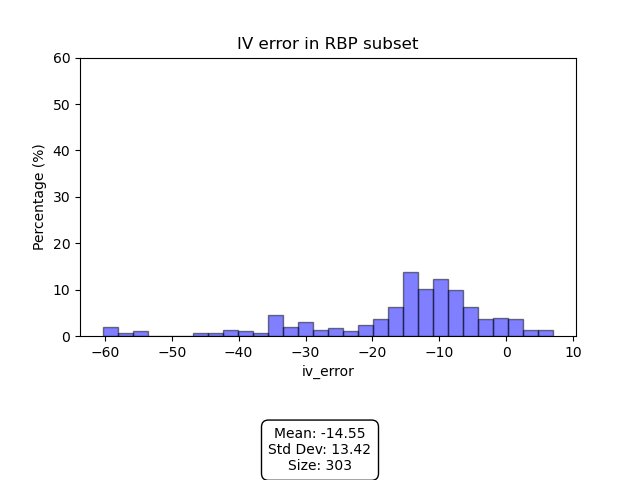 IV error in RBP subset
60
50
40
30
20
10
0
Percentage (%)
−60 −50 −40 −30 −20 −10 0 10
iv_error
Mean: -14.55
Std Dev: 13.42
Size: 303